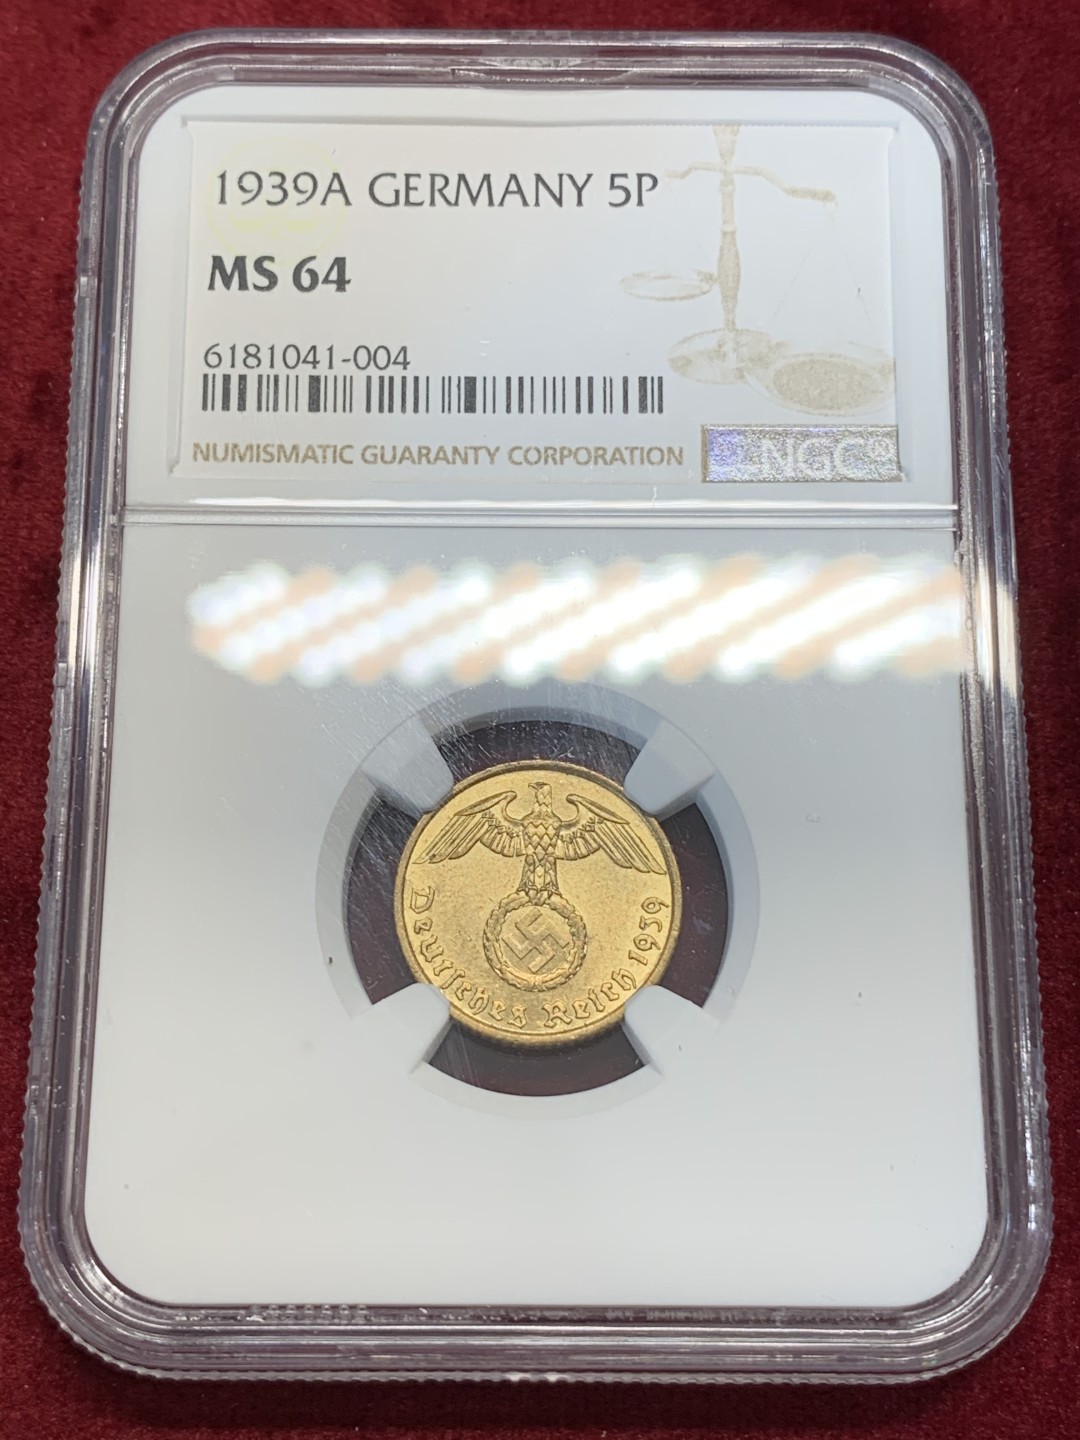 1939A GERMANY 5P
MS 64
6181041-004
NUMISMATIC GUARANTY CORPORATION
NGC
Deutsches Reich 1939